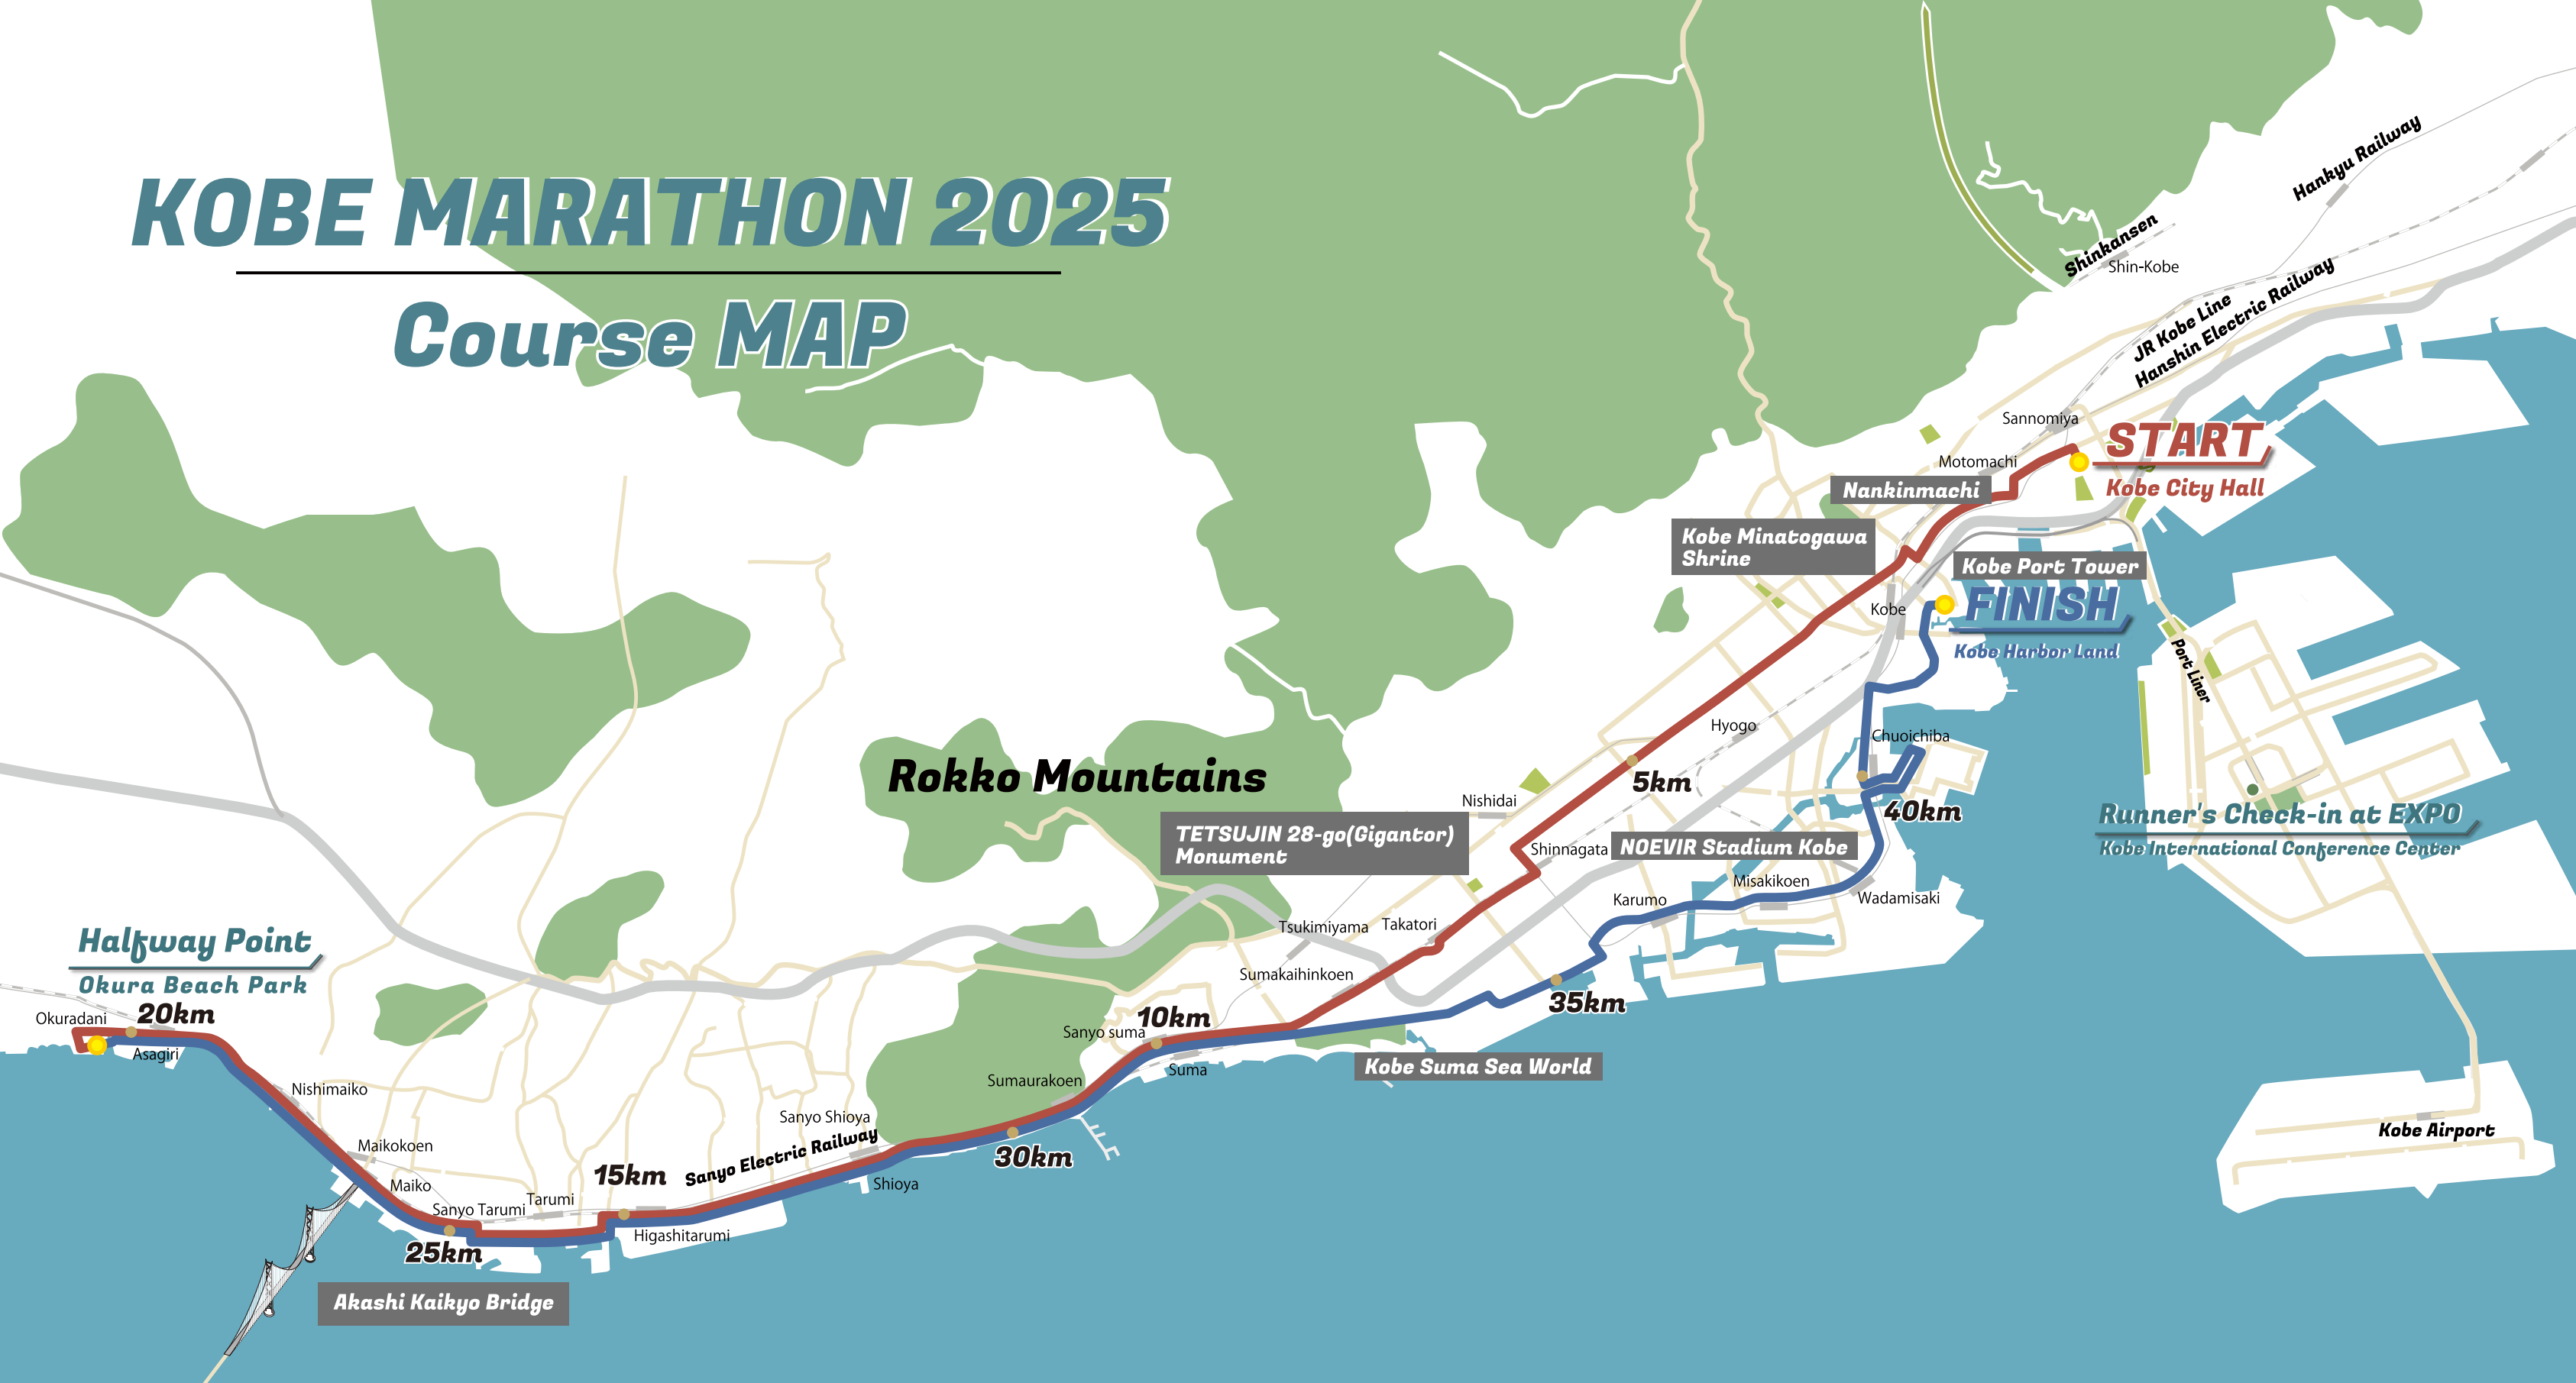 KOBE MARATHON 2025
Course MAP
Hankyu Railway
Shinkansen
Shin-Kobe
JR Kobe Line
Hanshin Electric Railway
Sannomiya
START
Kobe City Hall
Motomachi
Nankinmachi
Kobe Minatogawa
Shrine
Kobe Port Tower
FINISH
Kobe Harbor Land
Kobe
Port Liner
Hyogo
Chuoichiba
5km
40km
Rokko Mountains
Nishidai
TETSUJIN 28-go(Gigantor)
Monument
Shinnagata
NOEVIR Stadium Kobe
Runner's Check-in at EXPO
Kobe International Conference Center
Misakikoen
Wadamisaki
Karumo
Tsukimiyama
Takatori
Halfway Point
Okura Beach Park
Sumakaihinkoen
35km
20km
Okuradani
Asagiri
10km
Sanyo suma
Suma
Kobe Suma Sea World
Sumaurakoen
Nishimaiko
Sanyo Shioya
Sanyo Electric Railway
Maikokoen
30km
Kobe Airport
15km
Maiko
Shioya
Tarumi
Sanyo Tarumi
Higashitarumi
25km
Akashi Kaikyo Bridge